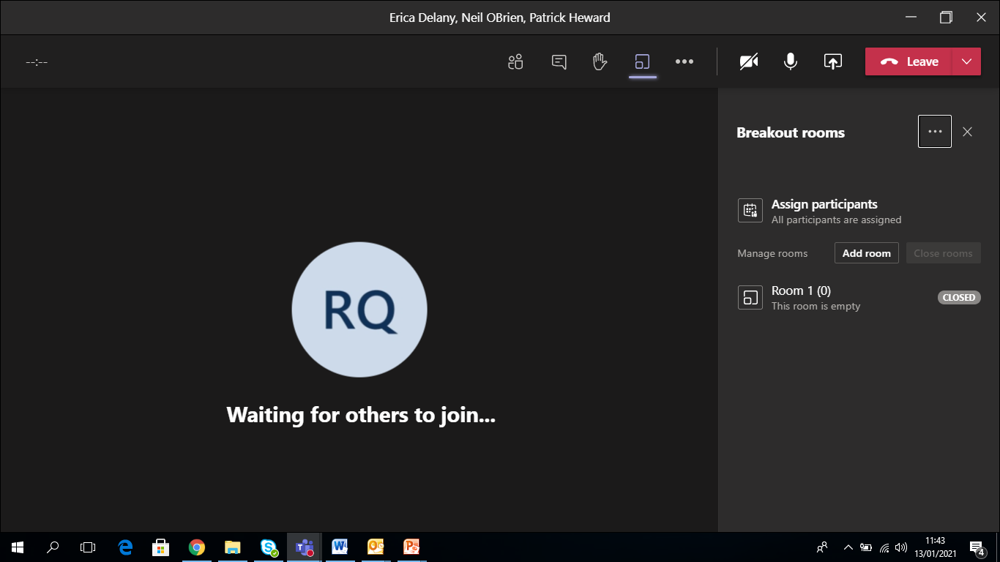 Erica Delany, Neil OBrien, Patrick Heward
--:--
Leave
Breakout rooms
Assign participants
All participants are assigned
Manage rooms
Add room
Close rooms
Room 1 (0)
This room is empty
CLOSED
RQ
Waiting for others to join...
11:43
13/01/2021
4